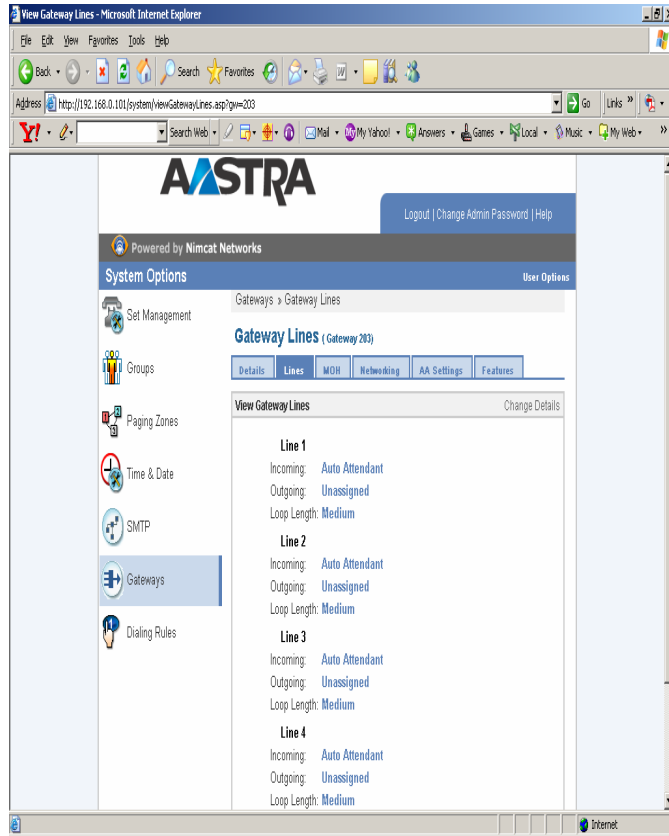 View Gateway Lines - Microsoft Internet Explorer
File Edit View Favorites Tools Help
Back Search Favorites
Address http://192.168.0.101/system/viewGatewayLines.asp?gw=203 Go Links »
Y! Search Web Mail My Yahoo! Answers Games Local Music My Web »
AASTRA
Logout | Change Admin Password | Help
Powered by Nimcat Networks
System Options User Options
Set Management
Groups
Paging Zones
Time & Date
SMTP
Gateways
Dialing Rules
Gateways » Gateway Lines
Gateway Lines ( Gateway 203)
Details Lines MOH Networking AA Settings Features
View Gateway Lines Change Details
Line 1
Incoming: Auto Attendant
Outgoing: Unassigned
Loop Length: Medium
Line 2
Incoming: Auto Attendant
Outgoing: Unassigned
Loop Length: Medium
Line 3
Incoming: Auto Attendant
Outgoing: Unassigned
Loop Length: Medium
Line 4
Incoming: Auto Attendant
Outgoing: Unassigned
Loop Length: Medium
Internet